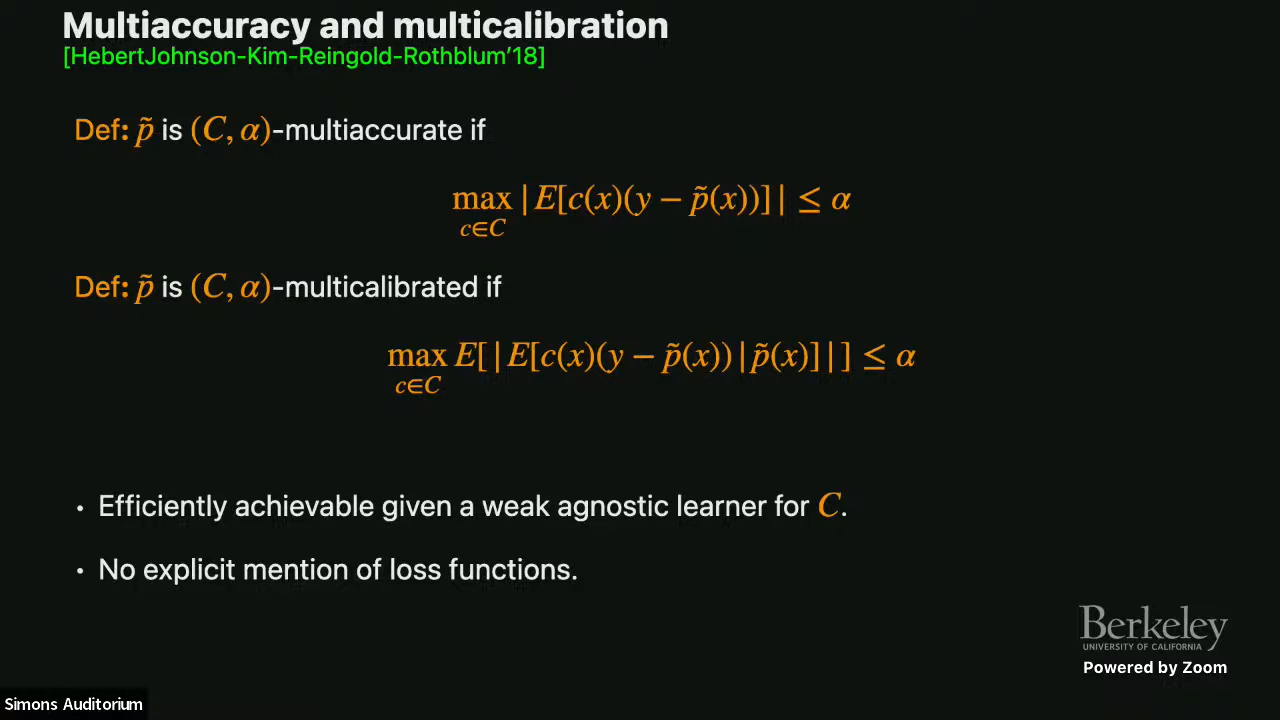 Multiaccuracy and multicalibration
[HebertJohnson-Kim-Reingold-Rothblum’18]
Def: p̃ is (C, α)-multiaccurate if
max | E[c(x)(y − p̃(x))] | ≤ α
c∈C
Def: p̃ is (C, α)-multicalibrated if
max E[ | E[c(x)(y − p̃(x)) | p̃(x)] | ] ≤ α
c∈C
• Efficiently achievable given a weak agnostic learner for C.
• No explicit mention of loss functions.
Berkeley
UNIVERSITY OF CALIFORNIA
Powered by Zoom
Simons Auditorium